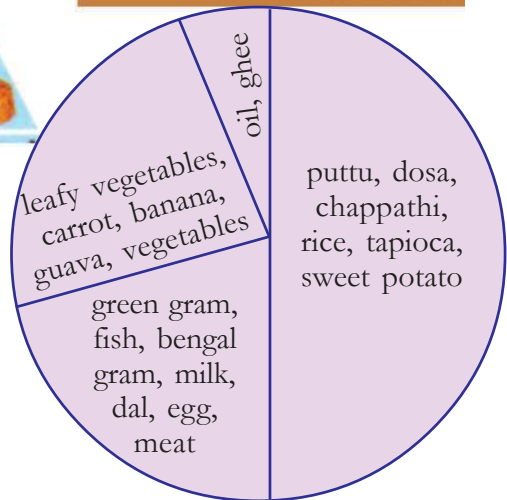 oil, ghee
leafy vegetables,
carrot, banana,
guava, vegetables
puttu, dosa,
chappathi,
rice, tapioca,
sweet potato
green gram,
fish, bengal
gram, milk,
dal, egg,
meat